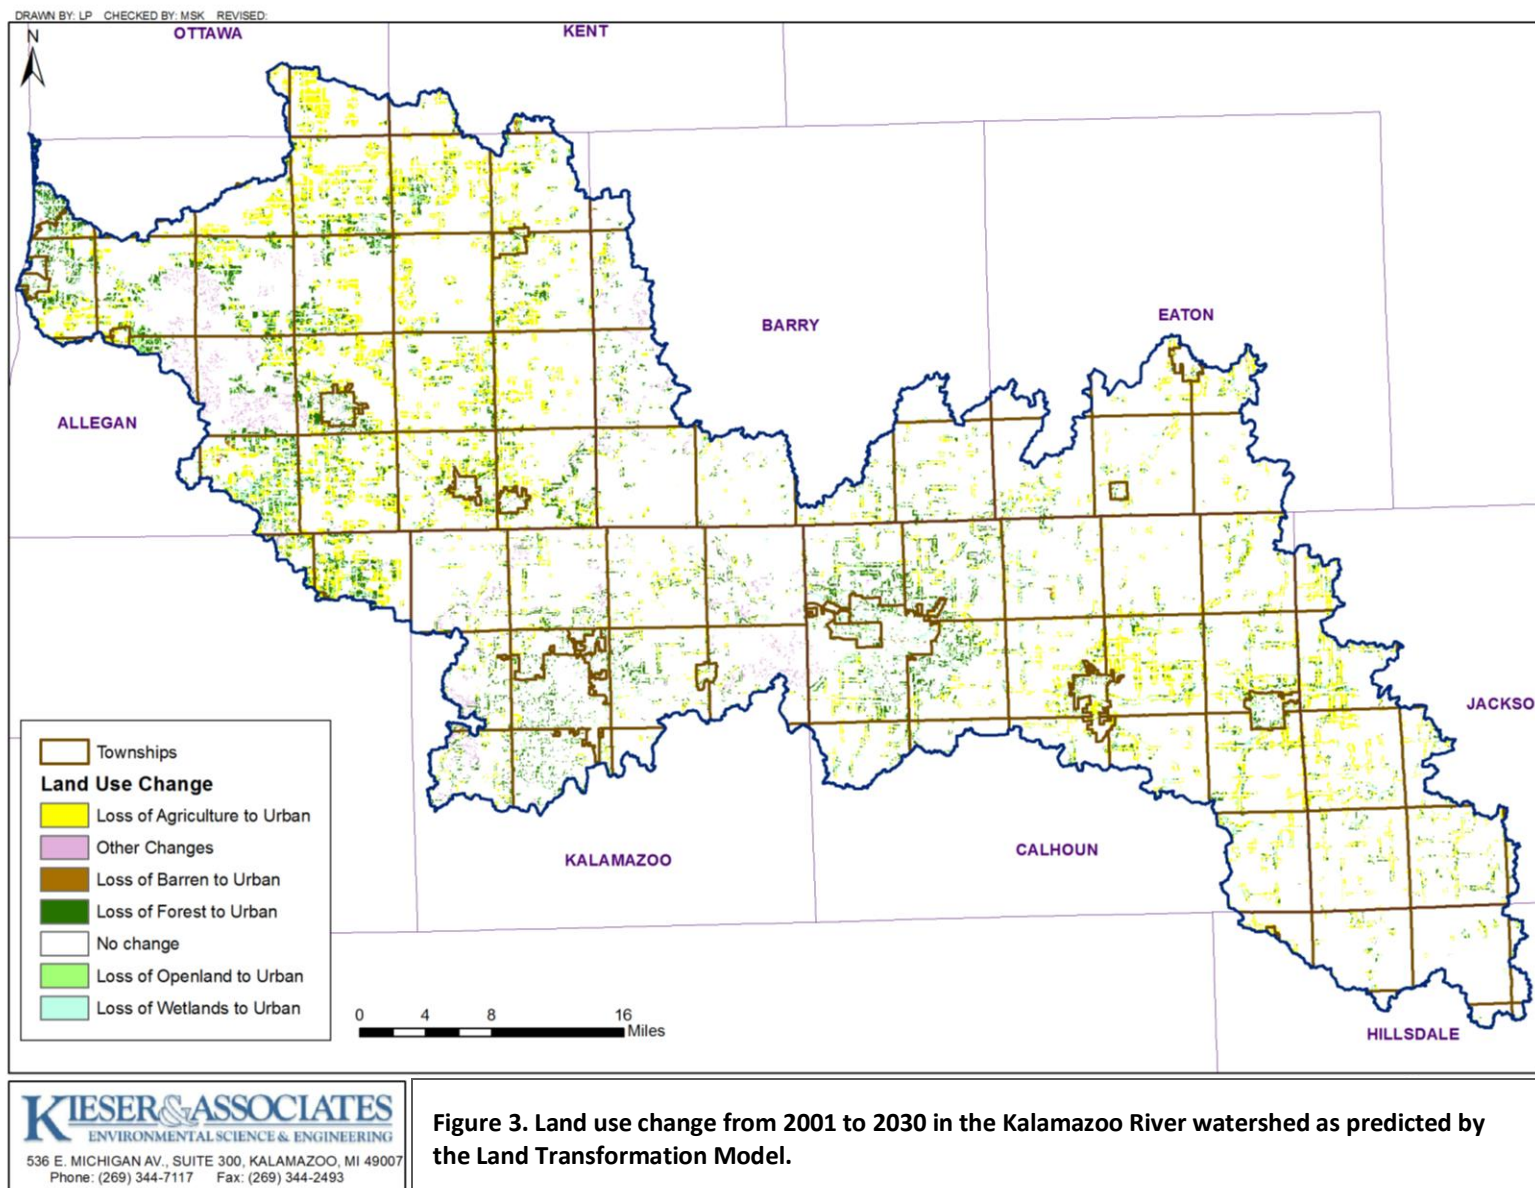 DRAWN BY: LP CHECKED BY: MSK REVISED:
N
OTTAWA
KENT
BARRY
EATON
ALLEGAN
JACKSO
KALAMAZOO
CALHOUN
HILLSDALE
Townships
Land Use Change
Loss of Agriculture to Urban
Other Changes
Loss of Barren to Urban
Loss of Forest to Urban
No change
Loss of Openland to Urban
Loss of Wetlands to Urban
0 4 8 16
Miles
KIESER & ASSOCIATES
ENVIRONMENTAL SCIENCE & ENGINEERING
536 E. MICHIGAN AV., SUITE 300, KALAMAZOO, MI 49007
Phone: (269) 344-7117 Fax: (269) 344-2493
Figure 3. Land use change from 2001 to 2030 in the Kalamazoo River watershed as predicted by
the Land Transformation Model.